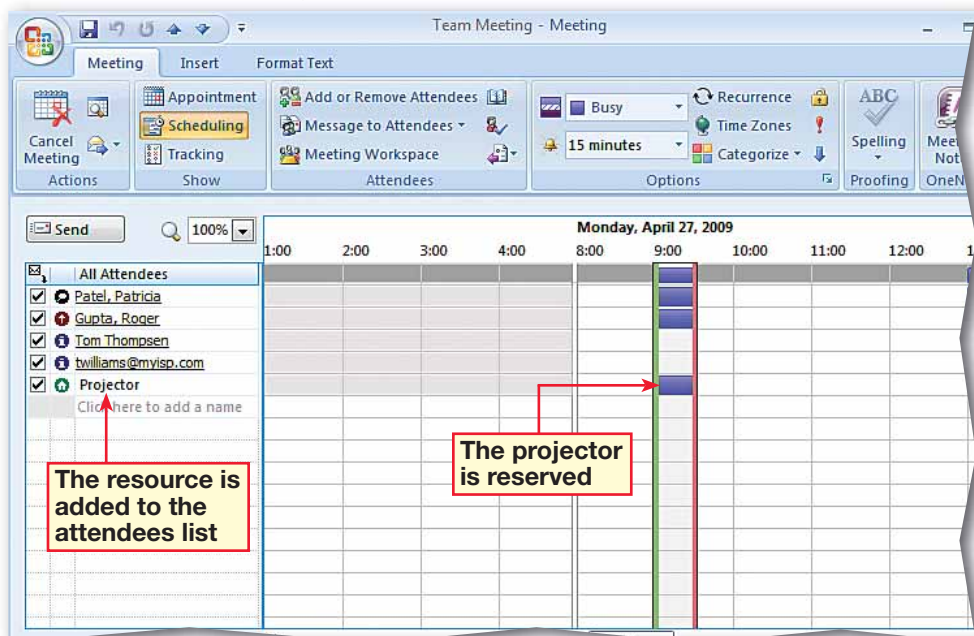 Team Meeting - Meeting
Meeting Insert Format Text
Cancel Meeting
Actions
Appointment
Scheduling
Tracking
Show
Add or Remove Attendees
Message to Attendees
Meeting Workspace
Attendees
Busy
15 minutes
Recurrence
Time Zones
Categorize
Options
ABC
Spelling
Proofing
Send 100%
Monday, April 27, 2009
1:00 2:00 3:00 4:00 8:00 9:00 10:00 11:00 12:00
All Attendees
Patel, Patricia
Gupta, Roger
Tom Thompsen
twilliams@myisp.com
Projector
Click here to add a name
The resource is
added to the
attendees list
The projector
is reserved